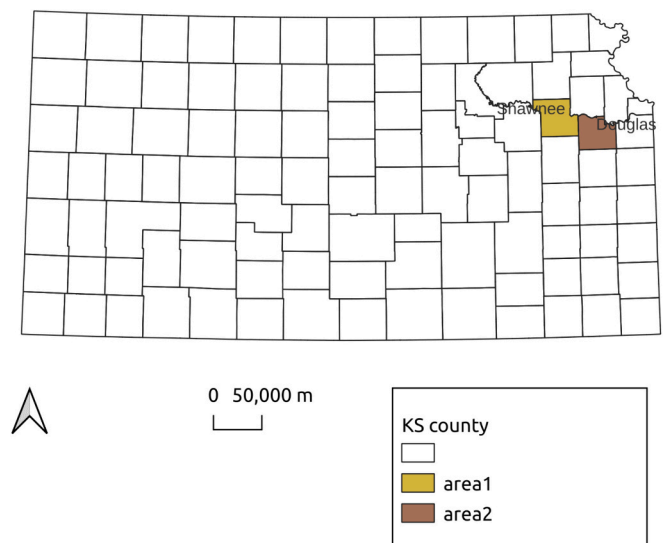 Shawnee
Douglas
0 50,000 m
KS county
area1
area2